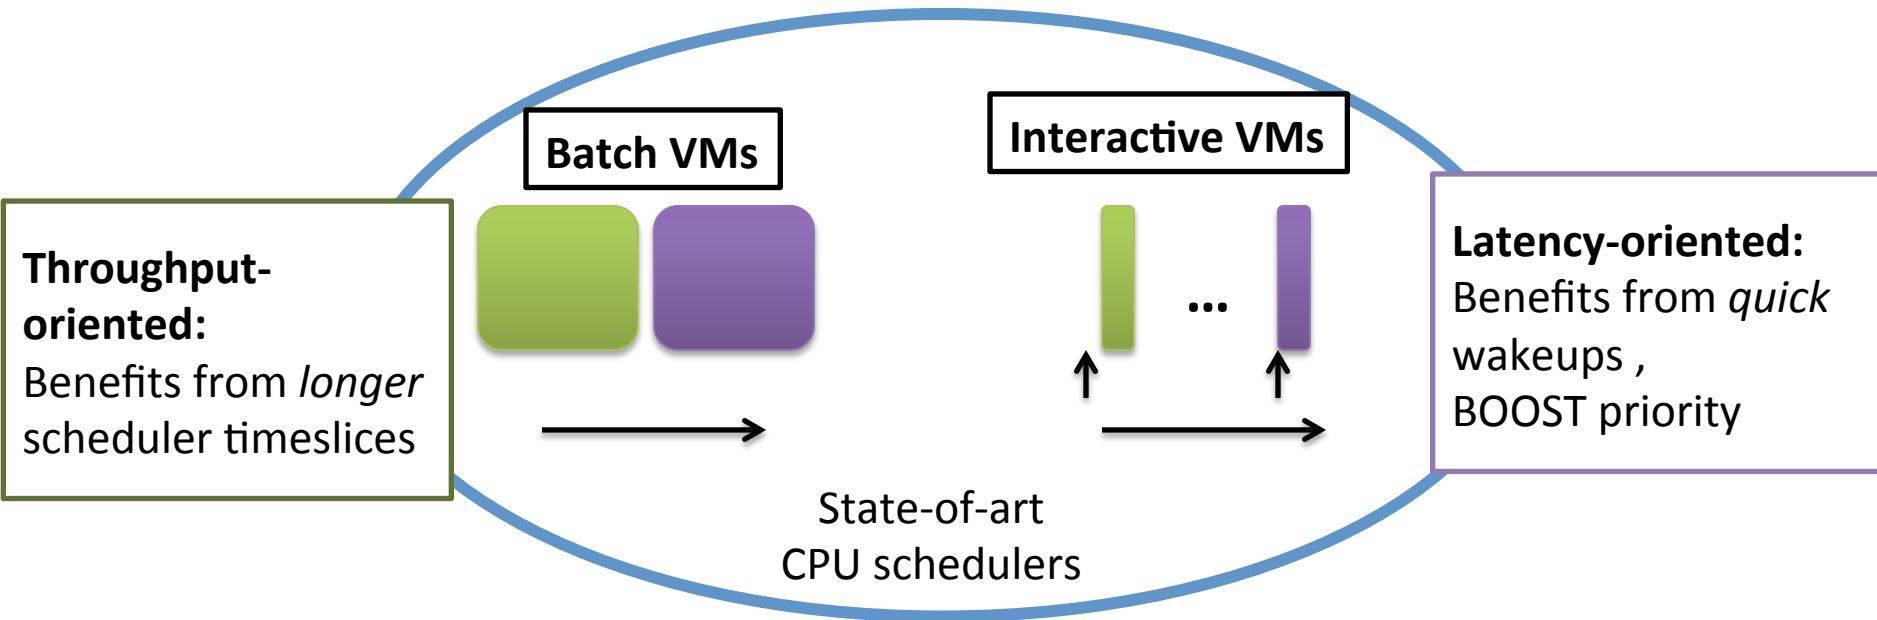 Batch VMs
Interactive VMs
Throughput-
oriented:
Benefits from longer
scheduler timeslices
...
Latency-oriented:
Benefits from quick
wakeups ,
BOOST priority
State-of-art
CPU schedulers